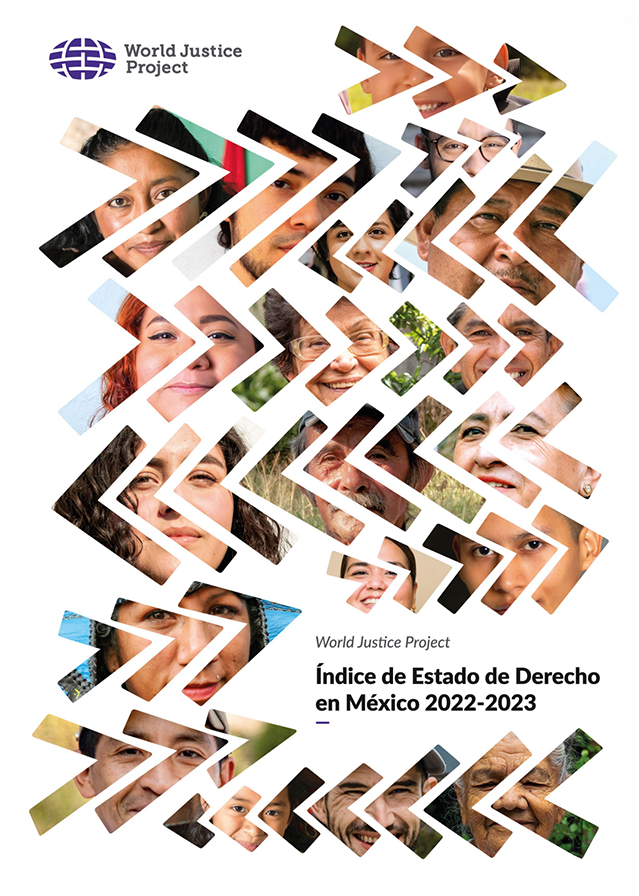 World Justice
Project
World Justice Project
Índice de Estado de Derecho
en México 2022-2023